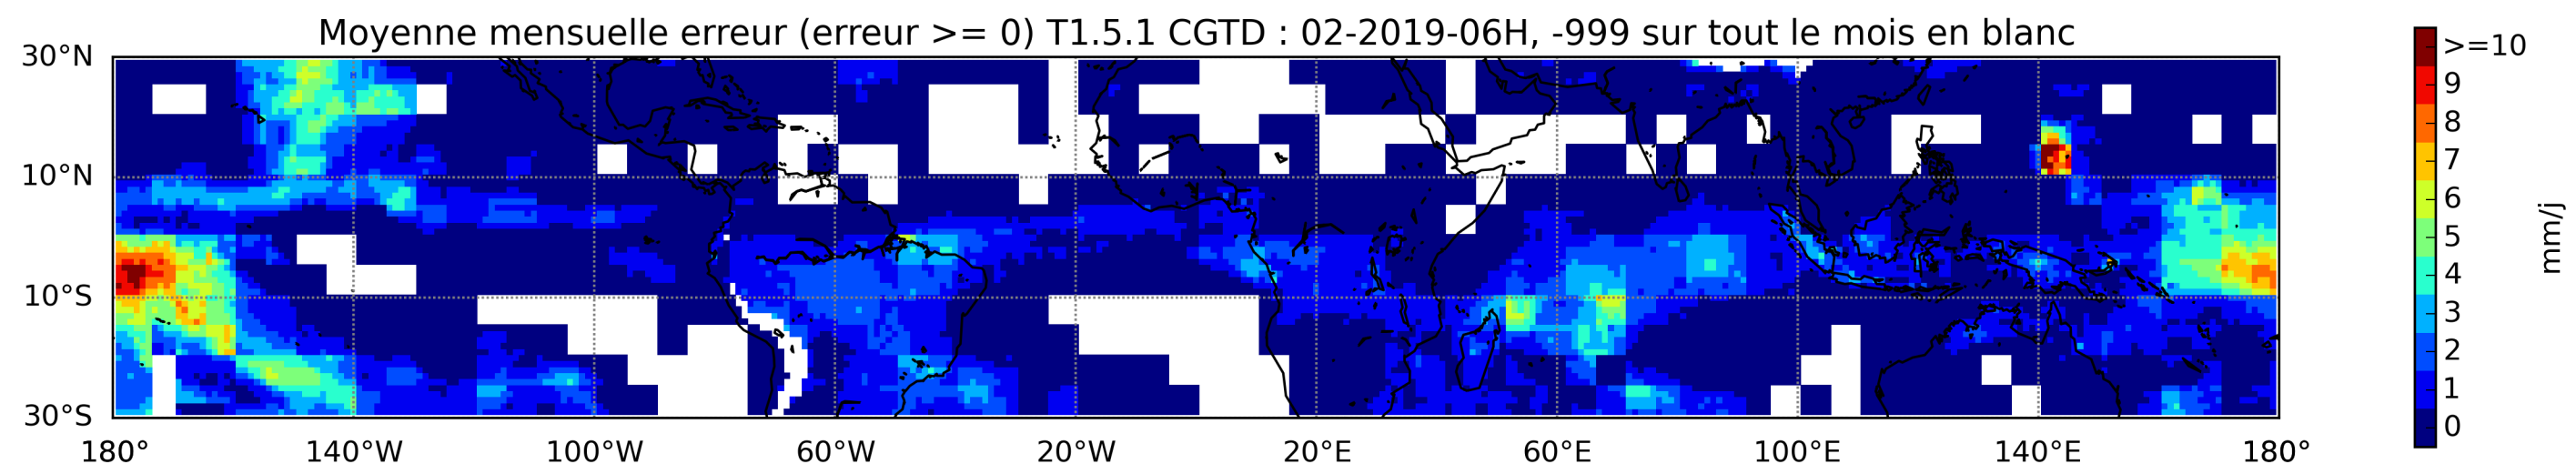 Moyenne mensuelle erreur (erreur >= 0) T1.5.1 CGTD : 02-2019-06H, -999 sur tout le mois en blanc
30°N
10°N
10°S
30°S
180° 140°W 100°W 60°W 20°W 20°E 60°E 100°E 140°E 180°
>=10
9
8
7
6
5
4
3
2
1
0
mm/j